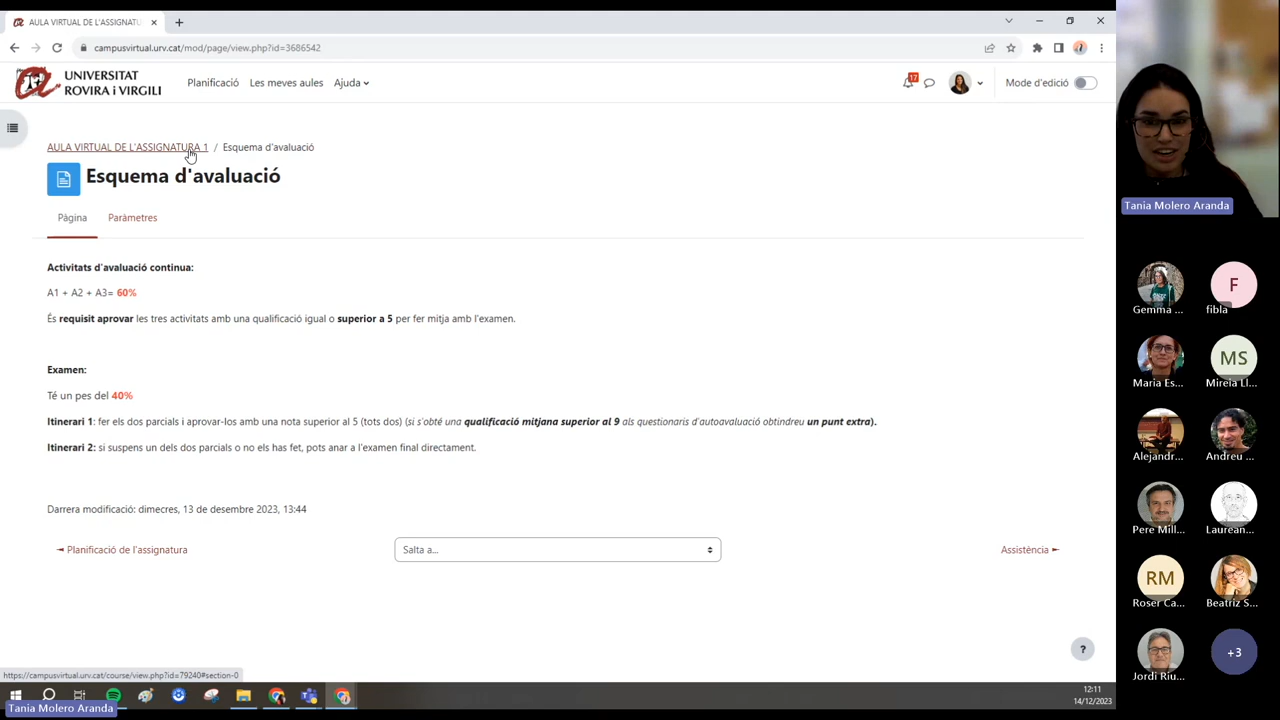 AULA VIRTUAL DE L'ASSIGNATU
campusvirtual.urv.cat/mod/page/view.php?id=3686542
UNIVERSITAT
ROVIRA i VIRGILI
Planificació
Les meves aules
Ajuda
17
Mode d'edició
AULA VIRTUAL DE L'ASSIGNATURA 1 / Esquema d'avaluació
Esquema d'avaluació
Pàgina
Paràmetres
Activitats d'avaluació continua:
A1 + A2 + A3= 60%
És requisit aprovar les tres activitats amb una qualificació igual o superior a 5 per fer mitja amb l'examen.
Examen:
Té un pes del 40%
Itinerari 1: fer els dos parcials i aprovar-los amb una nota superior al 5 (tots dos) (si s'obté una qualificació mitjana superior al 9 als questionaris d'autoavaluació obtindreu un punt extra).
Itinerari 2: si suspens un dels dos parcials o no els has fet, pots anar a l'examen final directament.
Darrera modificació: dimecres, 13 de desembre 2023, 13:44
◄ Planificació de l'assignatura
Salta a...
Assistència ►
?
https://campusvirtual.urv.cat/course/view.php?id=79240#section-0
12:11
14/12/2023
Tania Molero Aranda
Tania Molero Aranda
Gemma ...
F
fibla
Maria Es...
MS
Mireia Ll...
Alejandr...
Andreu ...
Pere Mill...
Laurean...
RM
Roser Ca...
Beatriz S...
Jordi Riu...
+3